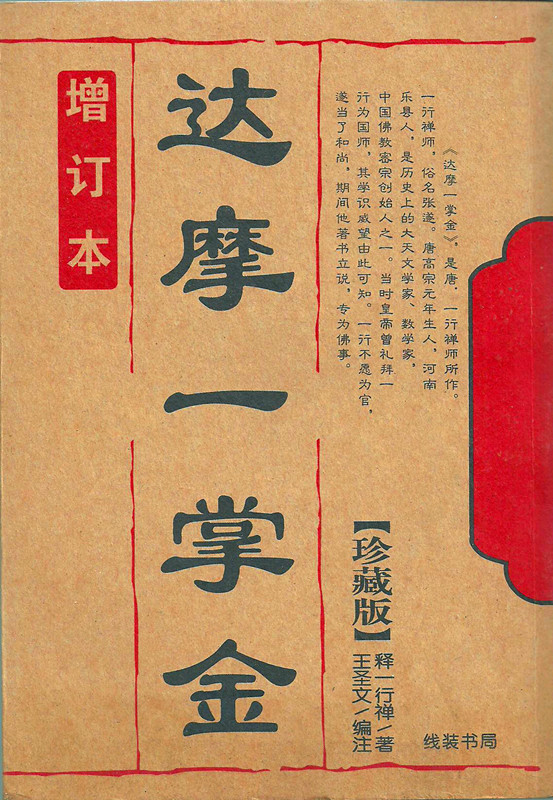 增订本
达摩一掌金
《达摩一掌金》，是唐．一行禅师所作。
一行禅师，俗名张遂。唐高宗元年生人，河南
乐县人，是历史上的大天文学家、数学家，
中国佛教密宗创始人之一。当时皇帝曾礼拜一
行为国师，其学识威望由此可知。一行不愿为官，
遂当了和尚，期间他著书立说，专为佛事。
【珍藏版】
释一行禅／著
王圣文／编注
线装书局